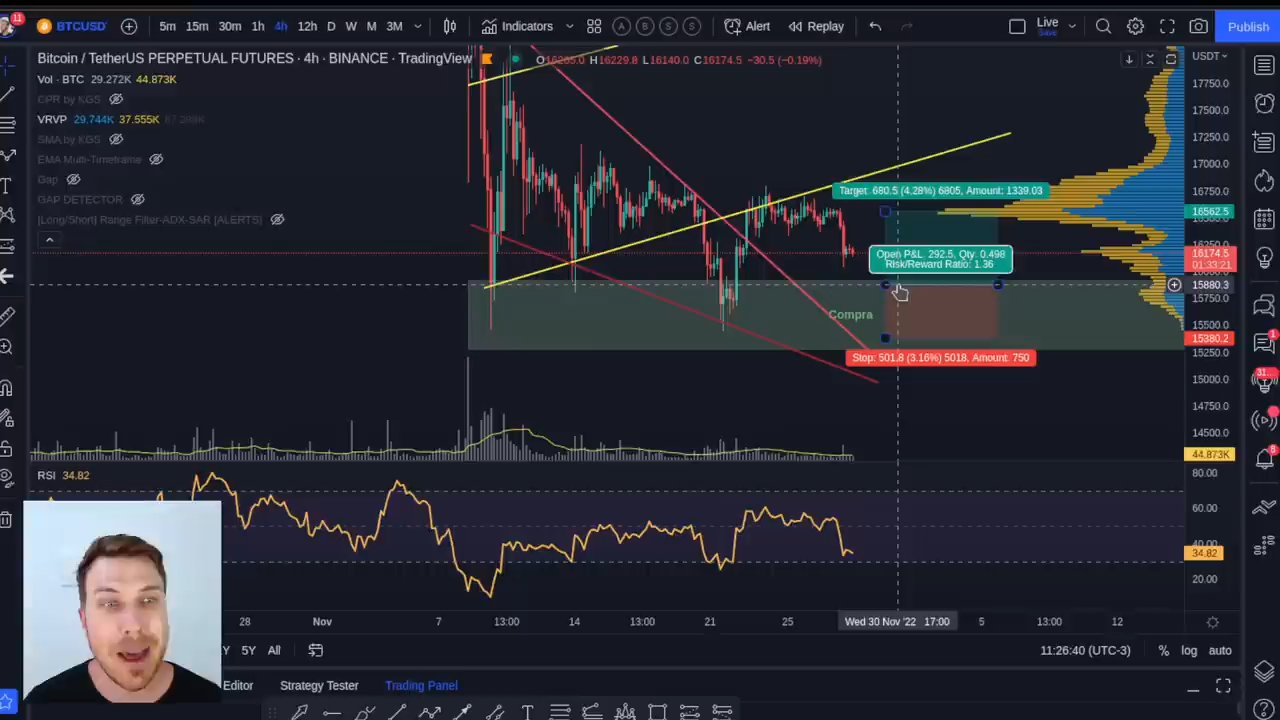 11
BTCUSD
5m 15m 30m 1h 4h 12h D W M 3M Indicators A B S S Alert Replay Live Save Publish
Bitcoin / TetherUS PERPETUAL FUTURES · 4h · BINANCE · TradingView H16229.8 L16140.0 C16174.5 −30.5 (−0.19%) USDT
Vol · BTC 29.272K 44.873K
CPR by KGS
VRVP 29.744K 37.555K
SMA by KGS
EMA Multi-Timeframe
Gap
GAP DETECTOR
[Long/Short] Range Filter-ADX-SAR [ALERTS]
17750.0
17500.0
17250.0
17000.0
16750.0
Target: 680.5 (4.28%) 6805, Amount: 1339.03
16562.5
Open P&L: 292.5, Qty: 0.498
Risk/Reward Ratio: 1.36
16174.5
01:33:21
15880.3
15750.0
Compra
15500.0
15380.2
15250.0
Stop: 501.8 (3.16%) 5018, Amount: 750
15000.0
14750.0
14500.0
44.873K
RSI 34.82
80.00
60.00
40.00
34.82
20.00
28 Nov 7 13:00 14 13:00 21 25 Wed 30 Nov '22 17:00 5 13:00 12
5Y All 11:26:40 (UTC-3) % log auto
Editor Strategy Tester Trading Panel